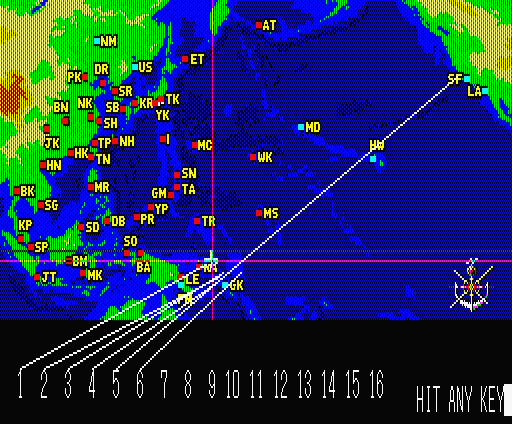 AT
NM
ET
DR
US
PK
SF
SR
LA
BN
NK
SB
KR
TK
YK
SH
MD
JK
TP
NH
I
MC
HW
HK
TN
WK
HN
SN
BK
MR
GM
TA
SG
YP
MS
KP
SD
DB
PR
TR
SP
SO
BM
BA
JT
MK
LE
GK
PM
1 2 3 4 5 6 7 8 9 10 11 12 13 14 15 16
HIT ANY KEY